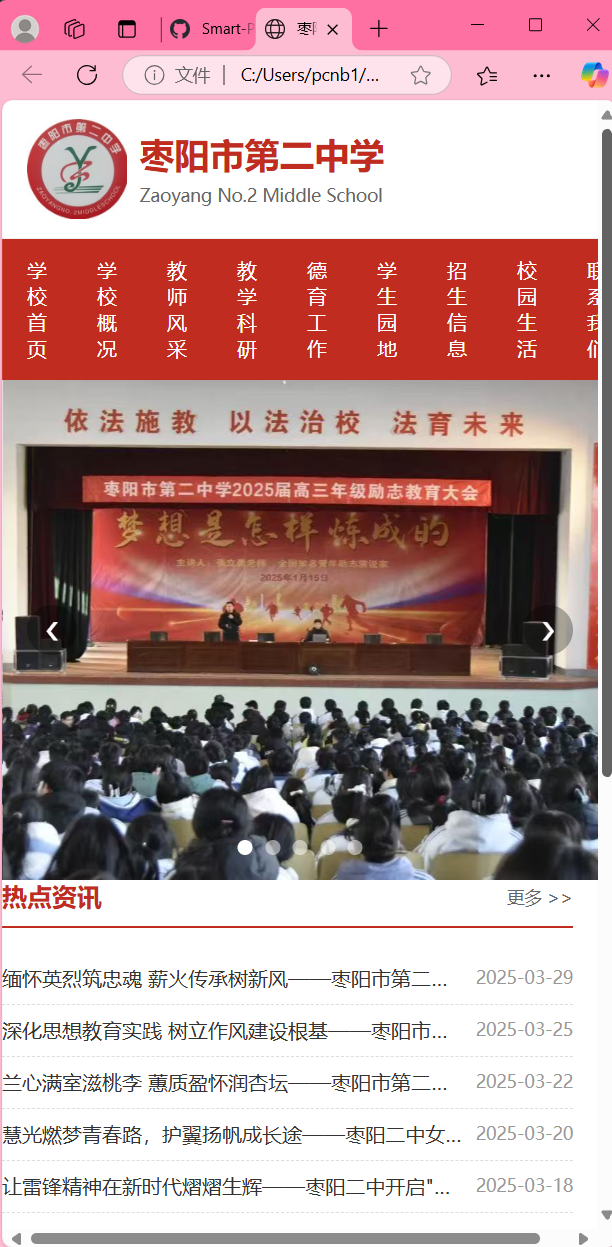 Smart-P
枣阳
文件
C:/Users/pcnb1/...
枣阳市第二中学
ZAOYANG NO.2 MIDDLE SCHOOL
枣阳市第二中学
Zaoyang No.2 Middle School
学校首页
学校概况
教师风采
教学科研
德育工作
学生园地
招生信息
校园生活
联系我们
依法施教 以法治校 法育未来
枣阳市第二中学2025届高三年级励志教育大会
梦想是怎样炼成的
2025年1月15日
热点资讯
更多 >>
缅怀英烈筑忠魂 薪火传承树新风——枣阳市第二... 2025-03-29
深化思想教育实践 树立作风建设根基——枣阳市... 2025-03-25
兰心满室滋桃李 蕙质盈怀润杏坛——枣阳市第二... 2025-03-22
慧光燃梦青春路，护翼扬帆成长途——枣阳二中女... 2025-03-20
让雷锋精神在新时代熠熠生辉——枣阳二中开启"... 2025-03-18